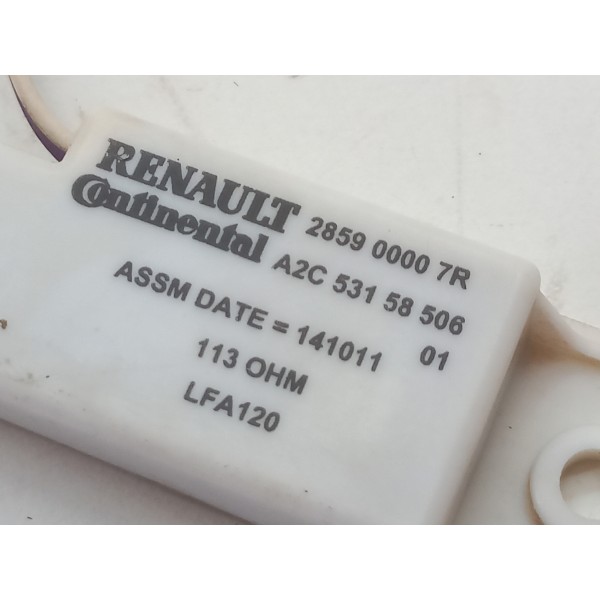 RENAULT 2859 0000 7R
Continental A2C 531 58 506
ASSM DATE = 141011 01
113 OHM
LFA120